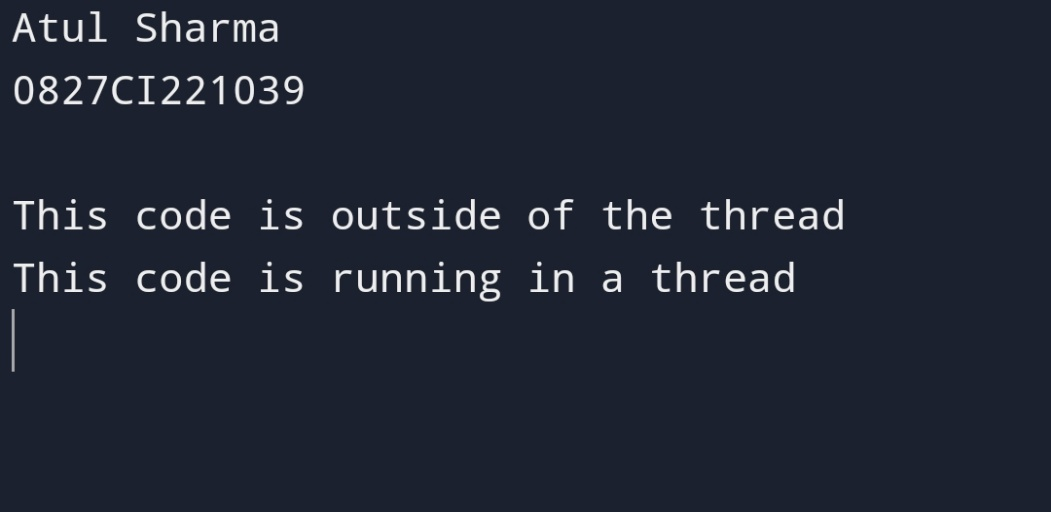 Atul Sharma
0827CI221039
This code is outside of the thread
This code is running in a thread